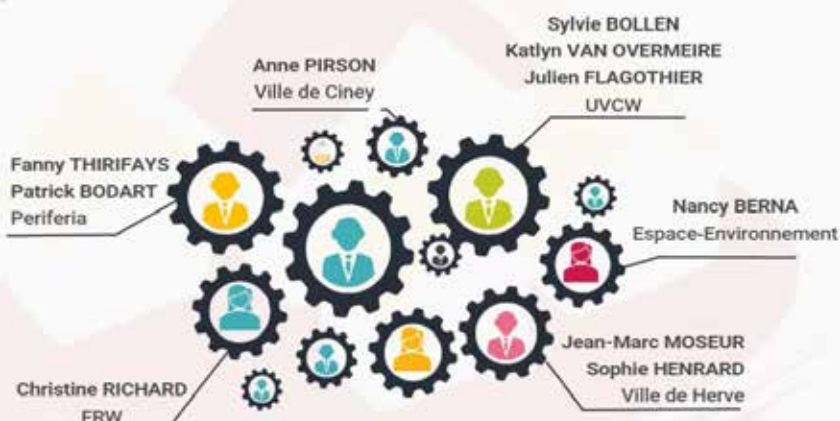 Sylvie BOLLEN
Katlyn VAN OVERMEIRE
Julien FLAGOTHIER
UVCW
Anne PIRSON
Ville de Ciney
Fanny THIRIFAYS
Patrick BODART
Periferia
Nancy BERNA
Espace-Environnement
Jean-Marc MOSEUR
Sophie HENRARD
Ville de Herve
Christine RICHARD
FRW